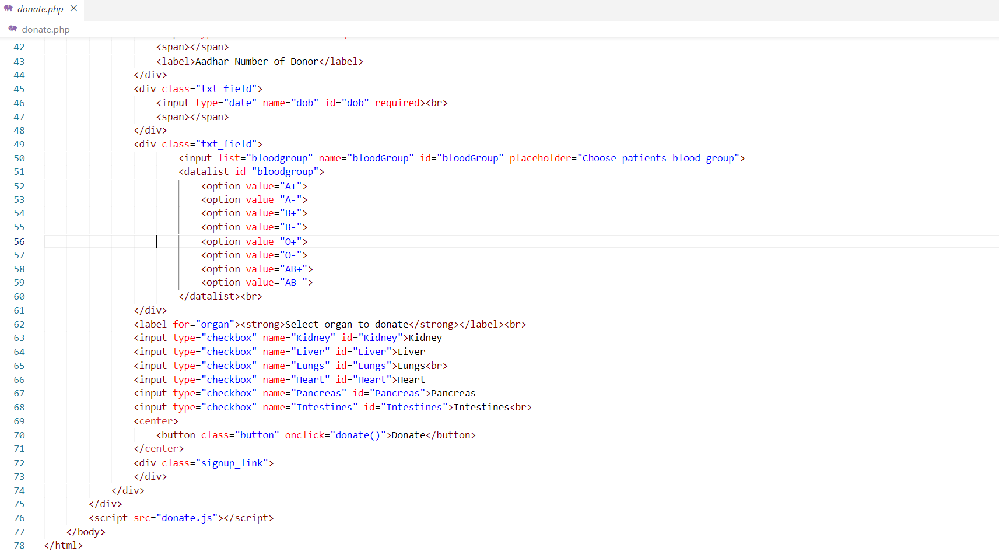 donate.php ×
donate.php
42 <span></span>
43 <label>Aadhar Number of Donor</label>
44 </div>
45 <div class="txt_field">
46 <input type="date" name="dob" id="dob" required><br>
47 <span></span>
48 </div>
49 <div class="txt_field">
50 <input list="bloodgroup" name="bloodGroup" id="bloodGroup" placeholder="Choose patients blood group">
51 <datalist id="bloodgroup">
52 <option value="A+">
53 <option value="A-">
54 <option value="B+">
55 <option value="B-">
56 <option value="O+">
57 <option value="O-">
58 <option value="AB+">
59 <option value="AB-">
60 </datalist><br>
61 </div>
62 <label for="organ"><strong>Select organ to donate</strong></label><br>
63 <input type="checkbox" name="Kidney" id="Kidney">Kidney
64 <input type="checkbox" name="Liver" id="Liver">Liver
65 <input type="checkbox" name="Lungs" id="Lungs">Lungs<br>
66 <input type="checkbox" name="Heart" id="Heart">Heart
67 <input type="checkbox" name="Pancreas" id="Pancreas">Pancreas
68 <input type="checkbox" name="Intestines" id="Intestines">Intestines<br>
69 <center>
70 <button class="button" onclick="donate()">Donate</button>
71 </center>
72 <div class="signup_link">
73 </div>
74 </div>
75 </div>
76 <script src="donate.js"></script>
77 </body>
78 </html>